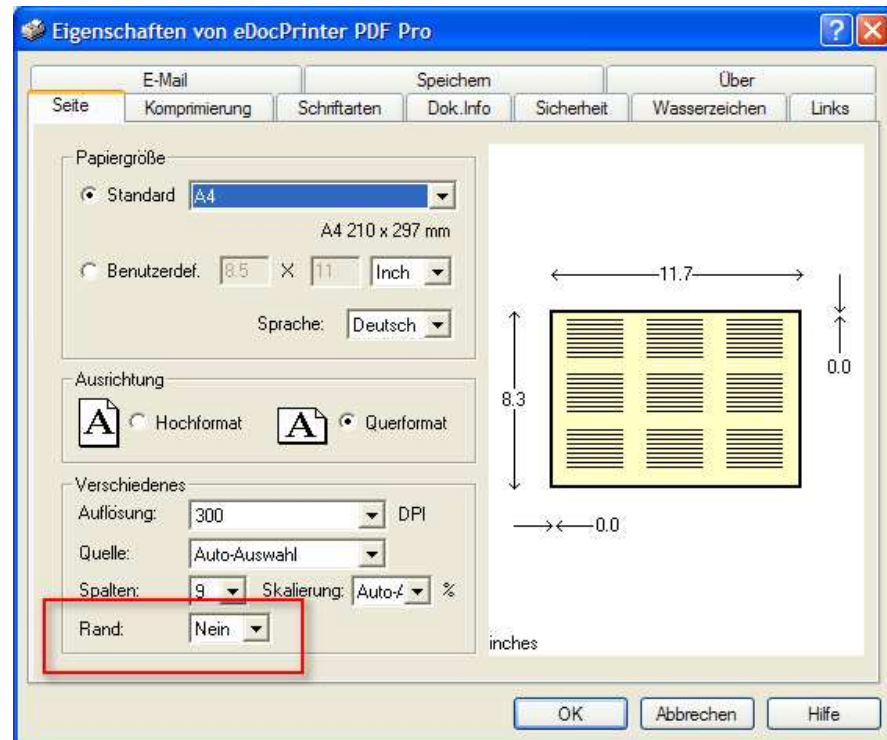 Eigenschaften von eDocPrinter PDF Pro
E-Mail Speichern Über
Seite Komprimierung Schriftarten Dok.Info Sicherheit Wasserzeichen Links
Papiergröße
Standard A4
A4 210 x 297 mm
Benutzerdef. 8.5 X 11 Inch
Sprache: Deutsch
Ausrichtung
A Hochformat A Querformat
Verschiedenes
Auflösung: 300 DPI
Quelle: Auto-Auswahl
Spalten: 9 Skalierung: Auto-A %
Rand: Nein
11.7
0.0
8.3
0.0
inches
OK Abbrechen Hilfe